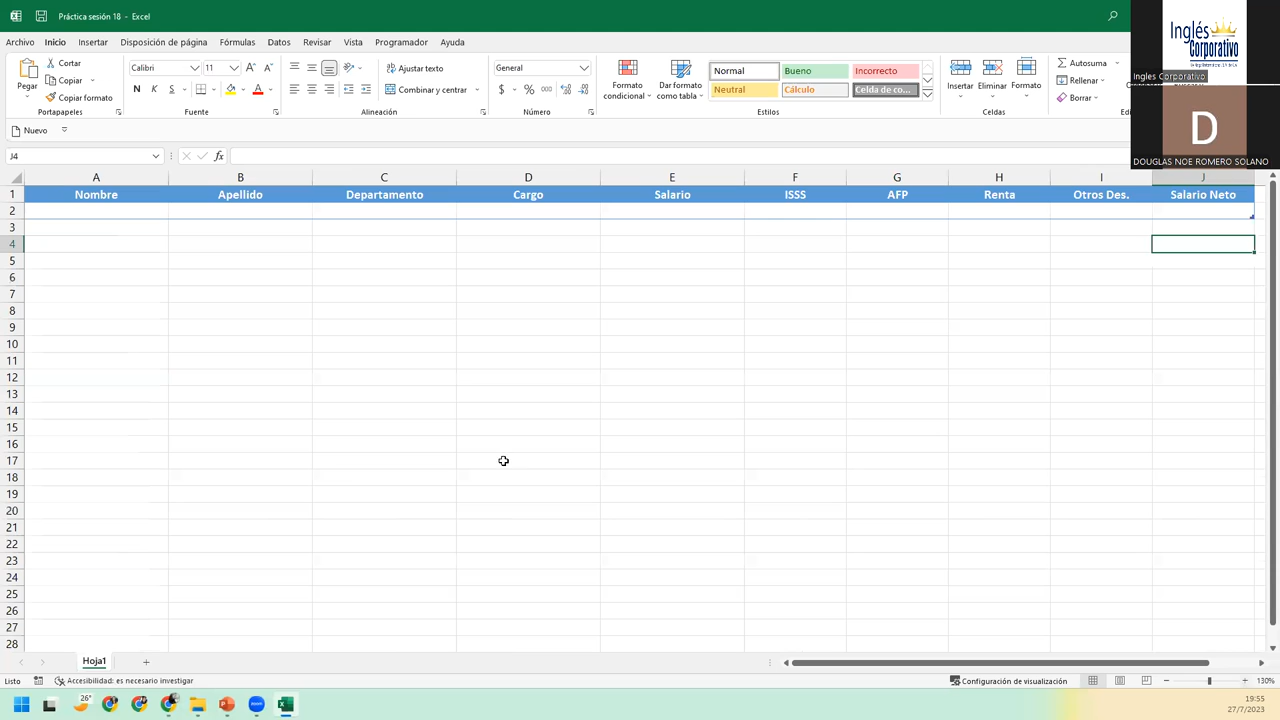 Práctica sesión 18 - Excel
Archivo Inicio Insertar Disposición de página Fórmulas Datos Revisar Vista Programador Ayuda
Pegar
Cortar
Copiar
Copiar formato
Portapapeles
Calibri 11
N K S
Fuente
Ajustar texto
Combinar y centrar
Alineación
General
$ % 000
Número
Formato condicional
Dar formato como tabla
Normal Bueno Incorrecto
Neutral Cálculo Celda de co...
Estilos
Insertar Eliminar Formato
Celdas
Autosuma
Rellenar
Borrar
Nuevo
J4
fx
Inglés
Corporativo
Ingles Corporativo
D
DOUGLAS NOE ROMERO SOLANO
A B C D E F G H I J
1 Nombre Apellido Departamento Cargo Salario ISSS AFP Renta Otros Des. Salario Neto
2
3
4
5
6
7
8
9
10
11
12
13
14
15
16
17
18
19
20
21
22
23
24
25
26
27
28
Hoja1
Listo Accesibilidad: es necesario investigar Configuración de visualización 130%
26°
19:55
27/7/2023